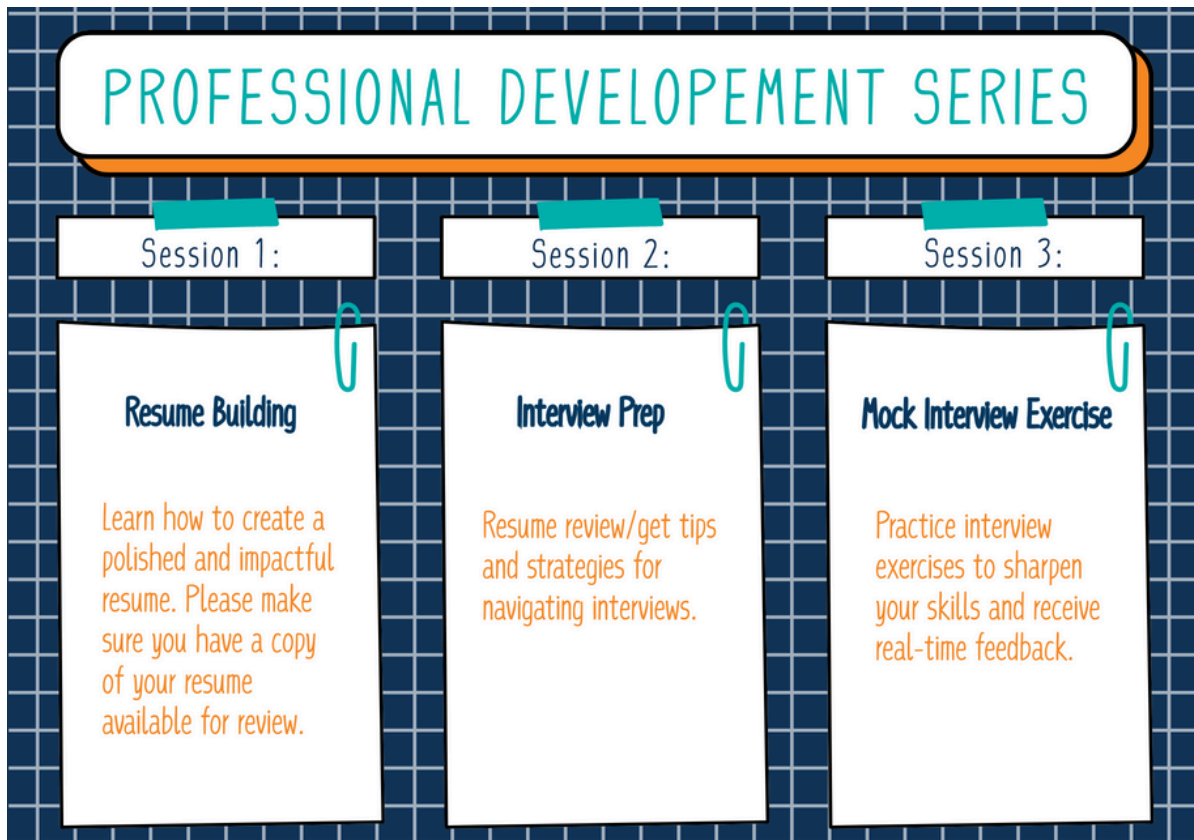 PROFESSIONAL DEVELOPEMENT SERIES
Session 1:
Resume Building
Learn how to create a
polished and impactful
resume. Please make
sure you have a copy
of your resume
available for review.
Session 2:
Interview Prep
Resume review/get tips
and strategies for
navigating interviews.
Session 3:
Mock Interview Exercise
Practice interview
exercises to sharpen
your skills and receive
real-time feedback.